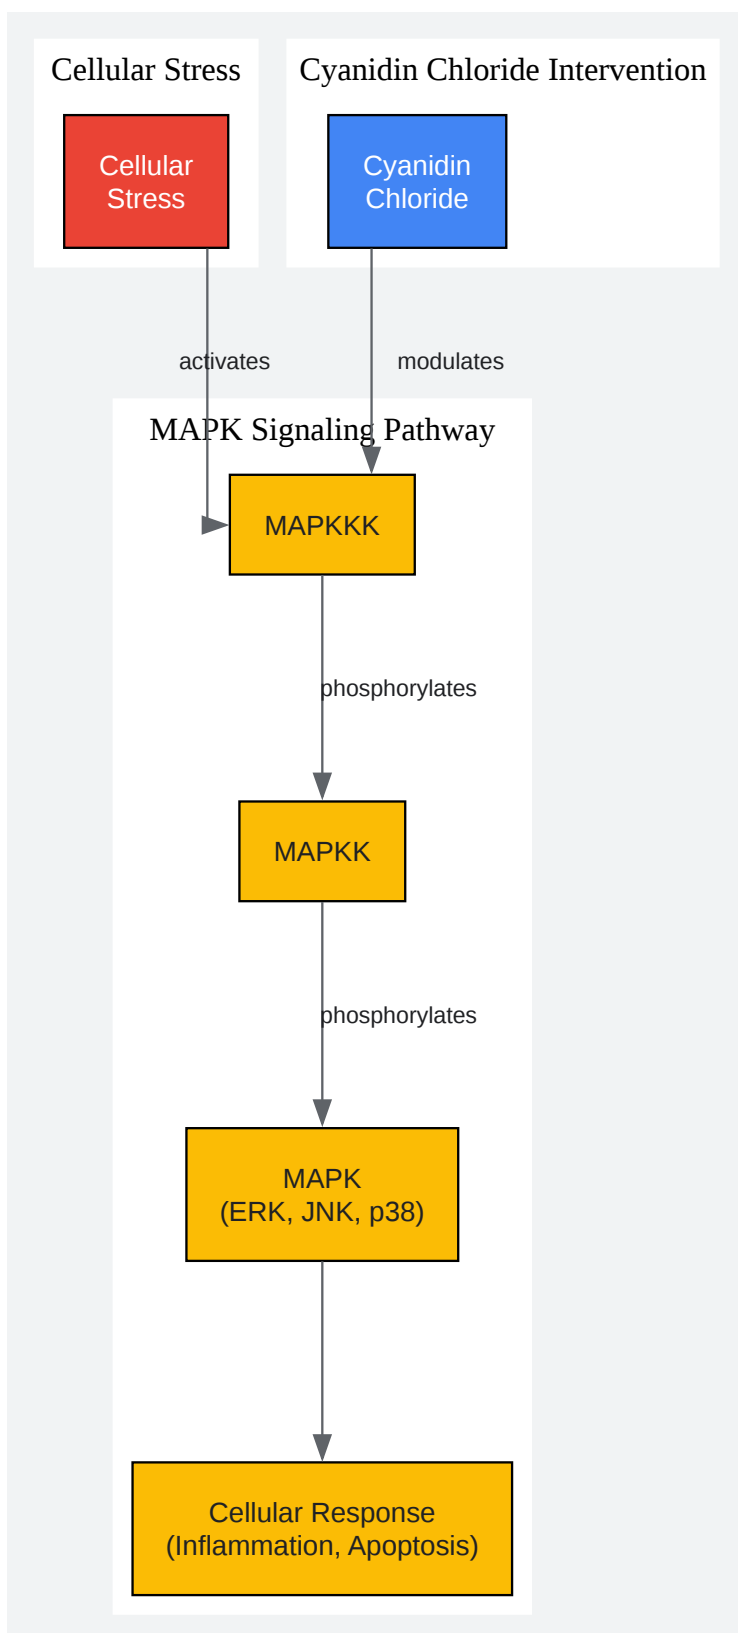 Cellular Stress
Cyanidin Chloride Intervention
Cellular
Stress
Cyanidin
Chloride
activates
modulates
MAPK Signaling Pathway
MAPKKK
phosphorylates
MAPKK
phosphorylates
MAPK
(ERK, JNK, p38)
Cellular Response
(Inflammation, Apoptosis)